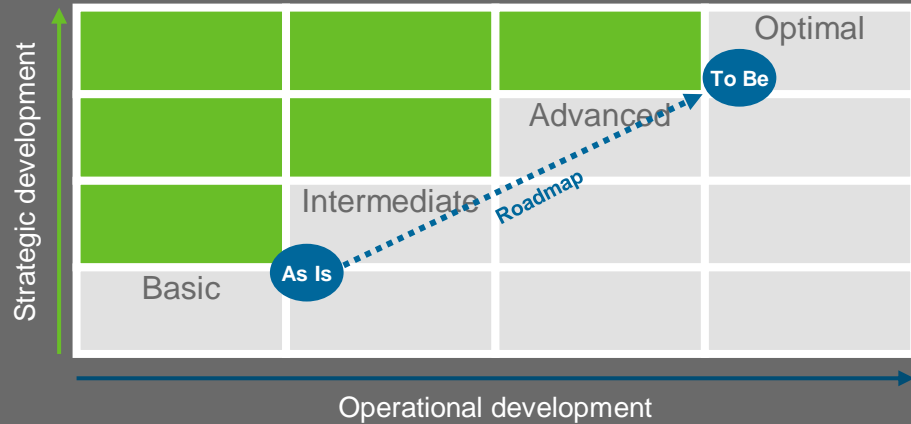 Strategic development
Optimal
To Be
Advanced
Roadmap
Intermediate
As Is
Basic
Operational development